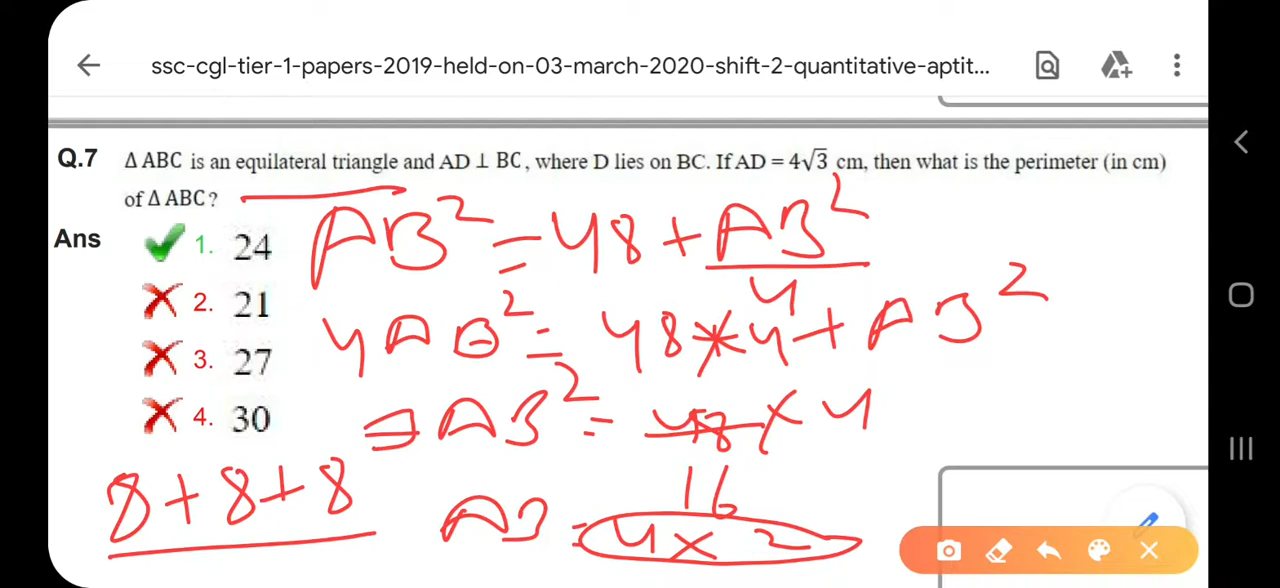 ssc-cgl-tier-1-papers-2019-held-on-03-march-2020-shift-2-quantitative-aptit...
Q.7 Δ ABC is an equilateral triangle and AD ⊥ BC, where D lies on BC. If AD = 4√3 cm, then what is the perimeter (in cm)
of Δ ABC?
Ans
1. 24
2. 21
3. 27
4. 30
AB² = 48 + AB²/4
4AB² = 48*4 + AB²
⇒AB² = 48 × 4
16
AB = 4 × 2
8 + 8 + 8